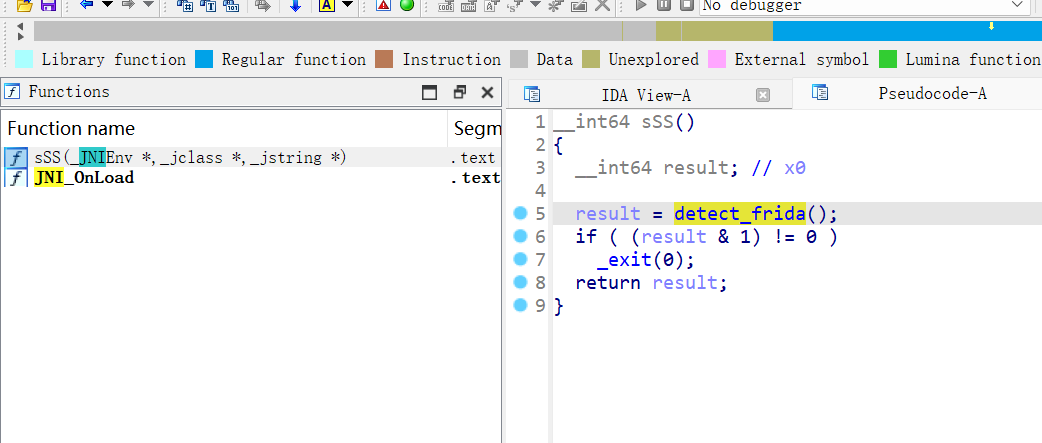 No debugger
Library function Regular function Instruction Data Unexplored External symbol Lumina function
Functions
IDA View-A Pseudocode-A
Function name Segm
f sSS(_JNIEnv *,_jclass *,_jstring *) .text
f JNI_OnLoad .text
1 __int64 sSS()
2 {
3 __int64 result; // x0
4
5 result = detect_frida();
6 if ( (result & 1) != 0 )
7 _exit(0);
8 return result;
9 }